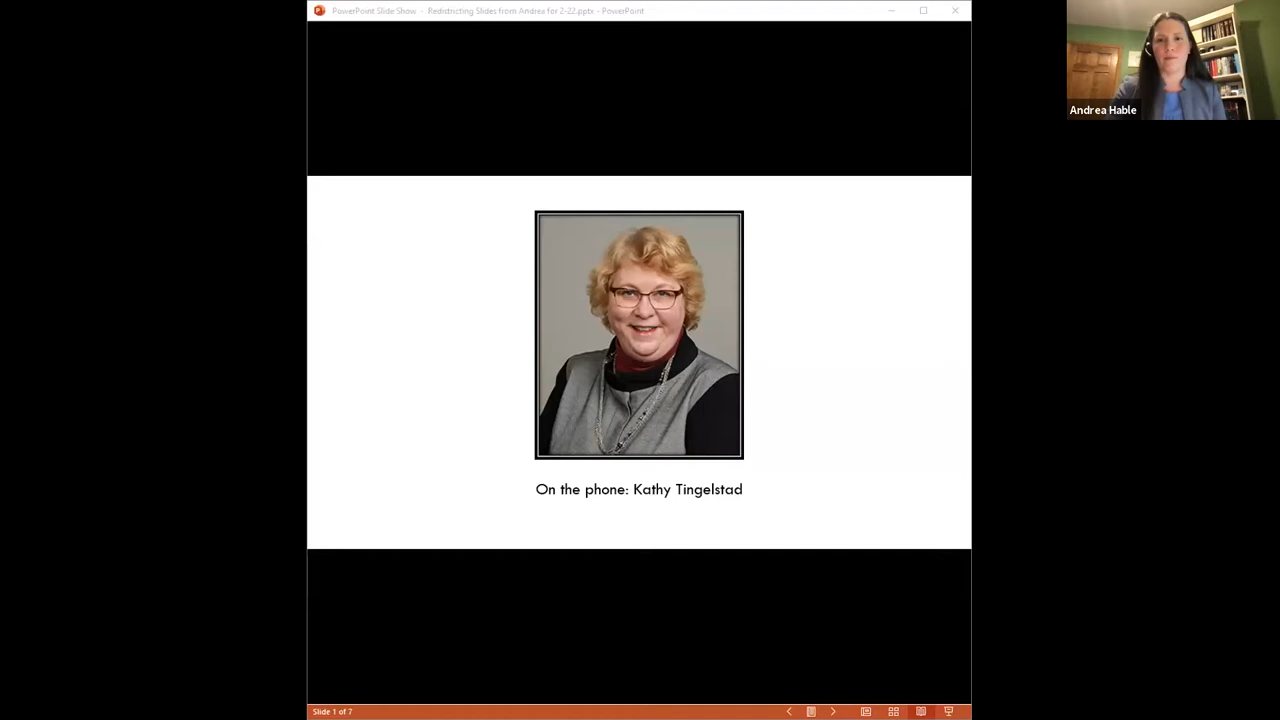 PowerPoint Slide Show - Redistricting Slides from Andrea for 2-22.pptx - PowerPoint
Andrea Hable
On the phone: Kathy Tingelstad
Slide 1 of 7